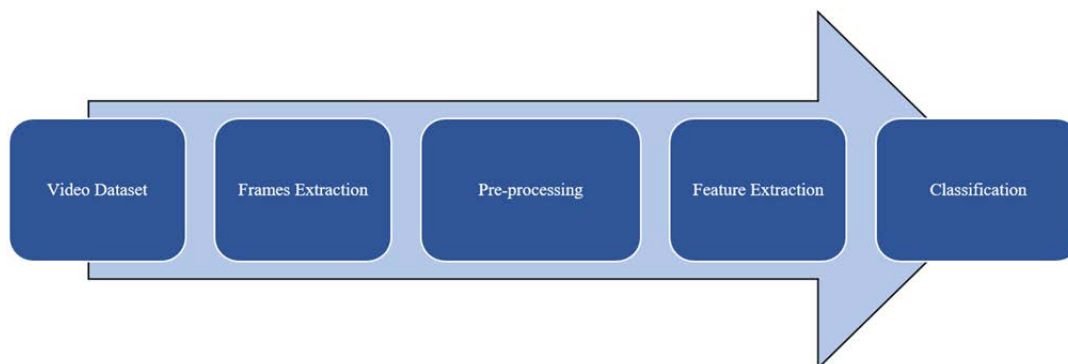 Video Dataset
Frames Extraction
Pre-processing
Feature Extraction
Classification